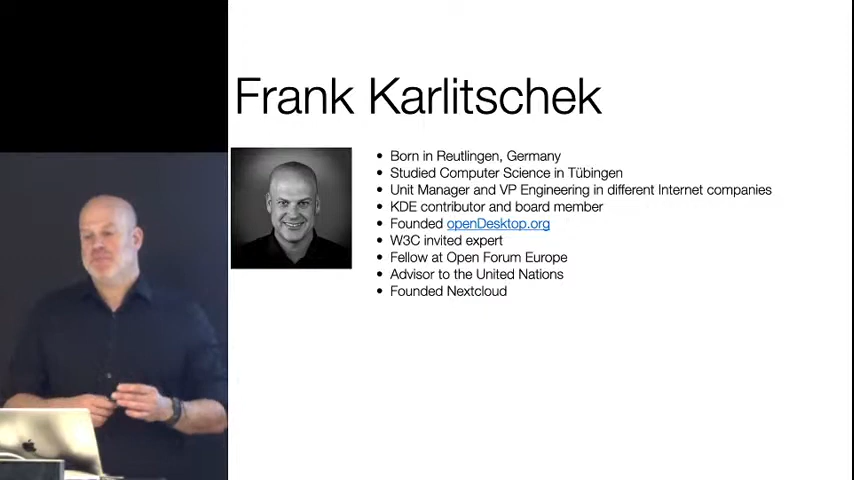 Frank Karlitschek
• Born in Reutlingen, Germany
• Studied Computer Science in Tübingen
• Unit Manager and VP Engineering in different Internet companies
• KDE contributor and board member
• Founded openDesktop.org
• W3C invited expert
• Fellow at Open Forum Europe
• Advisor to the United Nations
• Founded Nextcloud